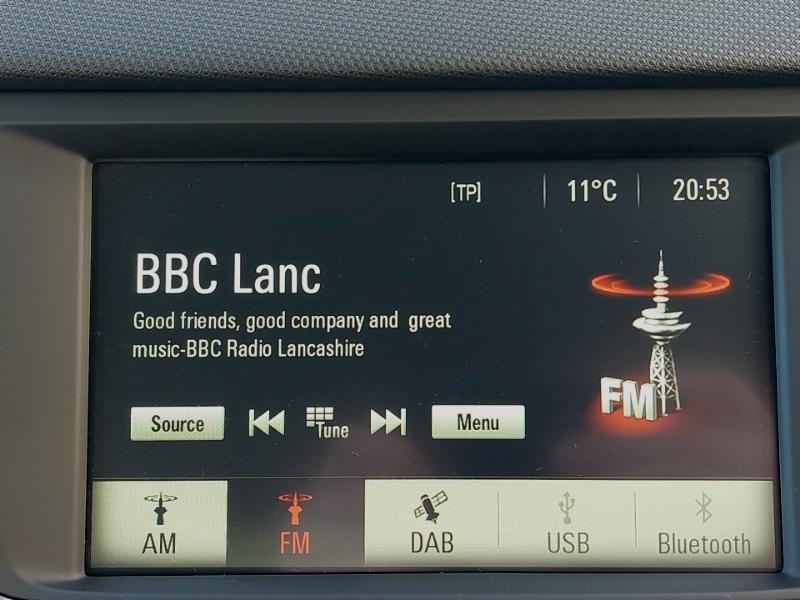 [TP] 11°C 20:53
BBC Lanc
Good friends, good company and great
music-BBC Radio Lancashire
FM
Source Tune Menu
AM FM DAB USB Bluetooth